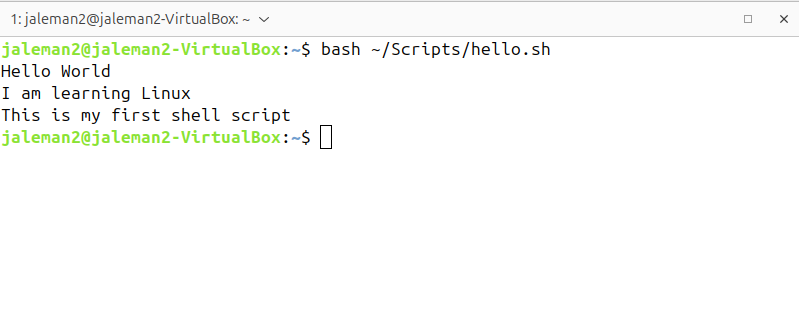 1: jaleman2@jaleman2-VirtualBox: ~
jaleman2@jaleman2-VirtualBox:~$ bash ~/Scripts/hello.sh
Hello World
I am learning Linux
This is my first shell script
jaleman2@jaleman2-VirtualBox:~$